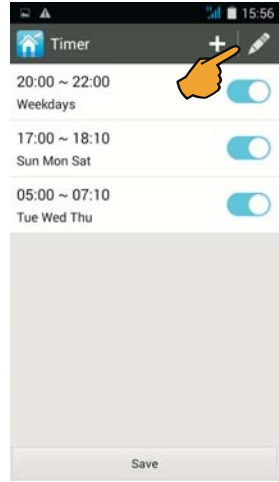 15:56
Timer
20:00 ~ 22:00
Weekdays
17:00 ~ 18:10
Sun Mon Sat
05:00 ~ 07:10
Tue Wed Thu
Save